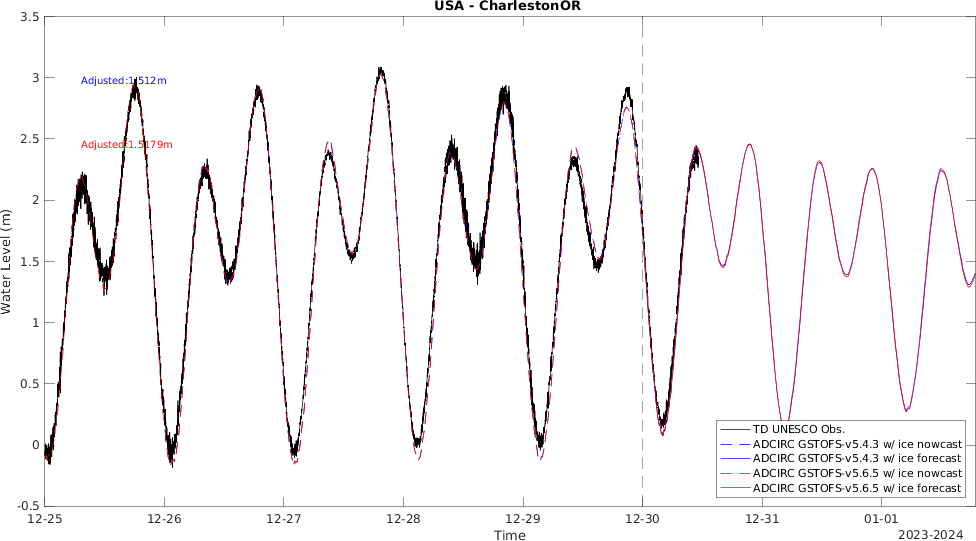 USA - CharlestonOR
3.5
3
2.5
2
1.5
1
0.5
0
-0.5
Water Level (m)
Adjusted:1.512m
Adjusted:1.5179m
TD UNESCO Obs.
ADCIRC GSTOFS-v5.4.3 w/ ice nowcast
ADCIRC GSTOFS-v5.4.3 w/ ice forecast
ADCIRC GSTOFS-v5.6.5 w/ ice nowcast
ADCIRC GSTOFS-v5.6.5 w/ ice forecast
12-25 12-26 12-27 12-28 12-29 12-30 12-31 01-01
Time
2023-2024